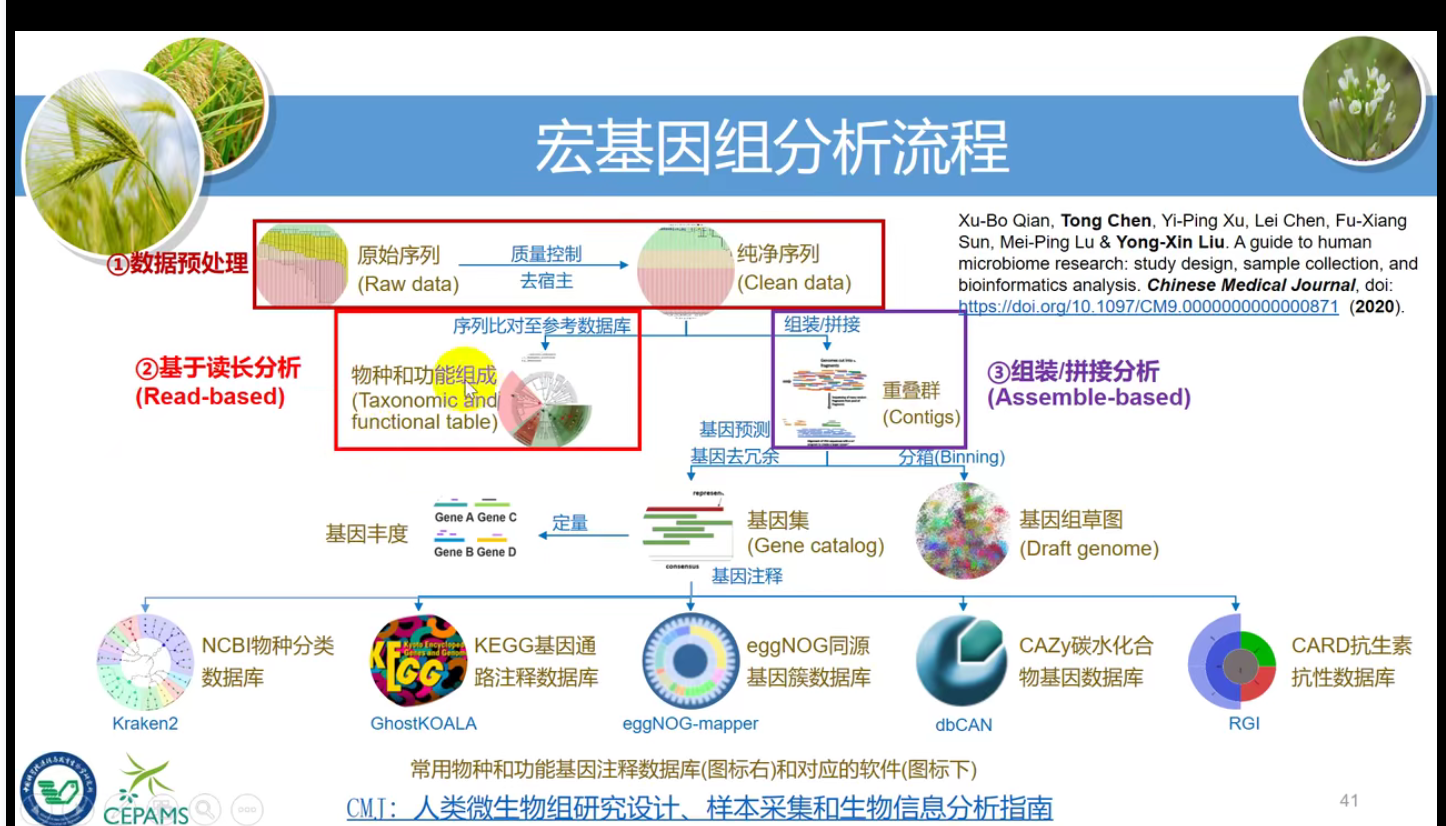 宏基因组分析流程
Xu-Bo Qian, Tong Chen, Yi-Ping Xu, Lei Chen, Fu-Xiang
Sun, Mei-Ping Lu & Yong-Xin Liu. A guide to human
microbiome research: study design, sample collection, and
bioinformatics analysis. Chinese Medical Journal, doi:
https://doi.org/10.1097/CM9.0000000000000871 (2020).
①数据预处理
原始序列
(Raw data)
质量控制
去宿主
纯净序列
(Clean data)
序列比对至参考数据库
组装/拼接
②基于读长分析
(Read-based)
物种和功能组成
(Taxonomic and
functional table)
重叠群
(Contigs)
③组装/拼接分析
(Assemble-based)
基因预测
基因去冗余
分箱(Binning)
基因丰度
Gene A Gene C
Gene B Gene D
定量
represen
consensus
基因集
(Gene catalog)
基因组草图
(Draft genome)
基因注释
NCBI物种分类
数据库
Kraken2
KEGG
KEGG基因通
路注释数据库
GhostKOALA
eggNOG同源
基因簇数据库
eggNOG-mapper
CAZy碳水化合
物基因数据库
dbCAN
CARD抗生素
抗性数据库
RGI
常用物种和功能基因注释数据库(图标右)和对应的软件(图标下)
CMJ：人类微生物组研究设计、样本采集和生物信息分析指南
CEPAMS
41